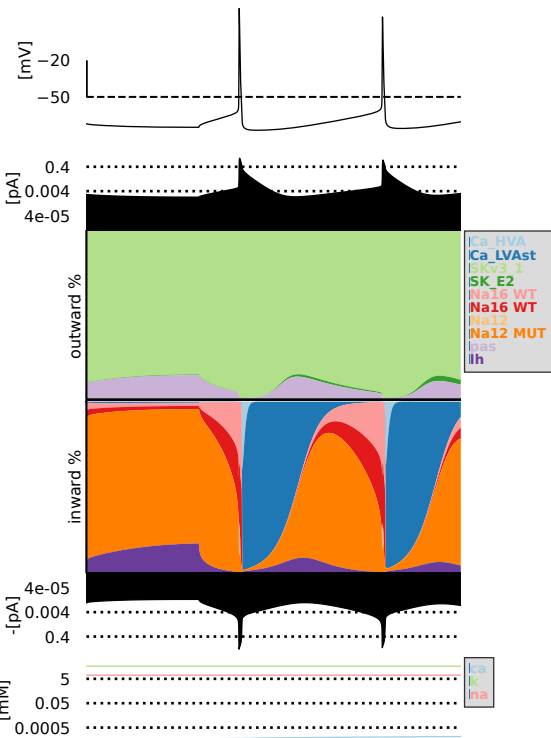 [mV]
−20
−50
[pA]
0.4
0.004
4e-05
outward %
Ca_HVA
Ca_LVAst
SKv3_1
SK_E2
Na16 WT
Na16 WT
Na12
Na12 MUT
pas
Ih
inward %
-[pA]
4e-05
0.004
0.4
[mM]
5
0.05
0.0005
ca
k
na